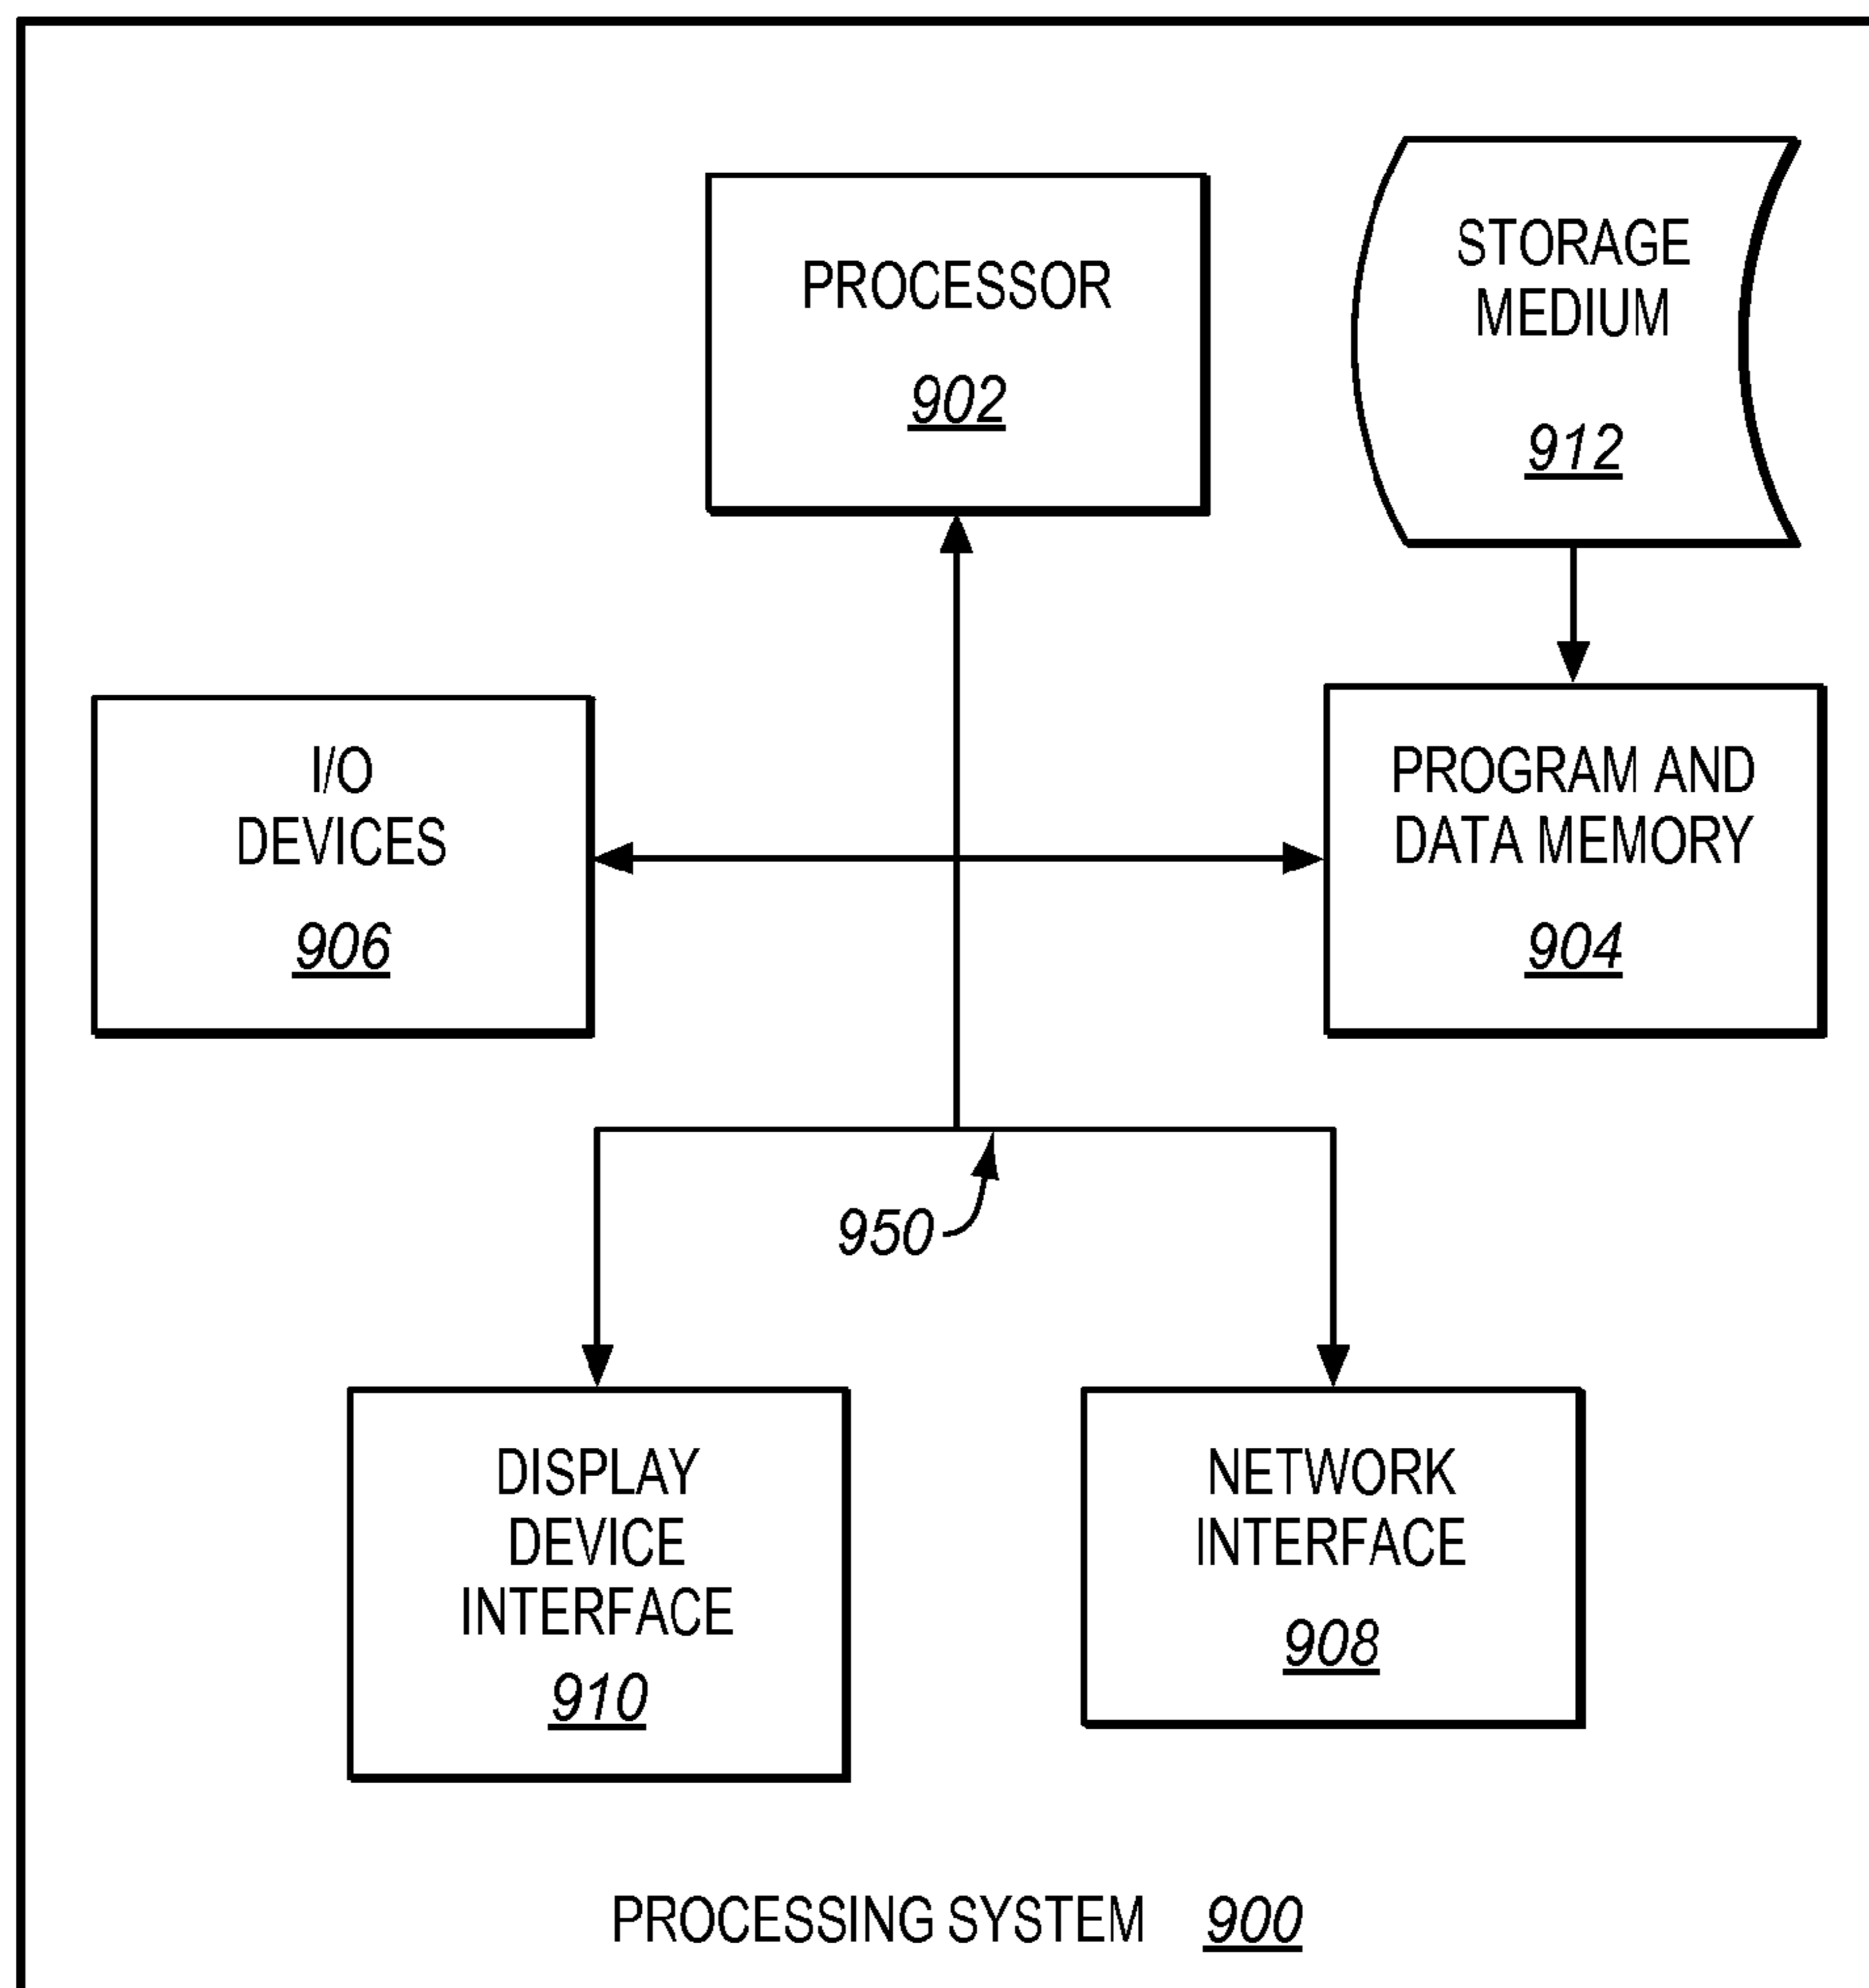 PROCESSOR
902
STORAGE
MEDIUM
912
I/O
DEVICES
906
PROGRAM AND
DATA MEMORY
904
950
DISPLAY
DEVICE
INTERFACE
910
NETWORK
INTERFACE
908
PROCESSING SYSTEM 900